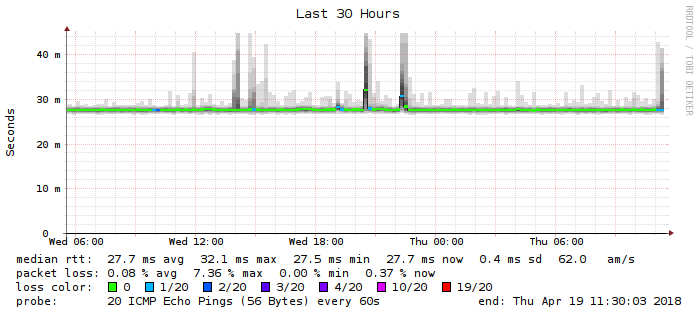 Last 30 Hours
RRDTOOL / TOBI OETIKER
Seconds
40 m
30 m
20 m
10 m
0
Wed 06:00 Wed 12:00 Wed 18:00 Thu 00:00 Thu 06:00
median rtt: 27.7 ms avg 32.1 ms max 27.5 ms min 27.7 ms now 0.4 ms sd 62.0 am/s
packet loss: 0.08 % avg 7.36 % max 0.00 % min 0.37 % now
loss color: 0 1/20 2/20 3/20 4/20 10/20 19/20
probe: 20 ICMP Echo Pings (56 Bytes) every 60s end: Thu Apr 19 11:30:03 2018